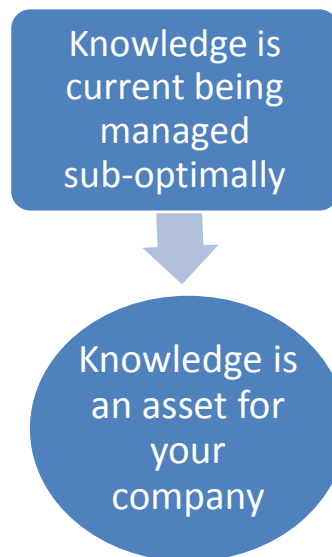 Knowledge is
current being
managed
sub-optimally
Knowledge is
an asset for
your
company